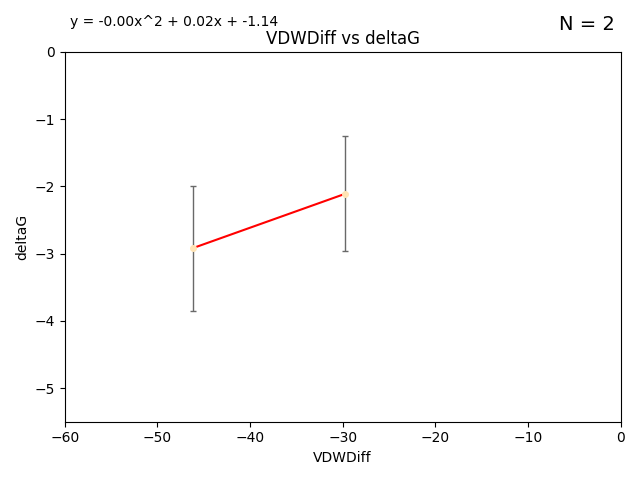 y = -0.00x^2 + 0.02x + -1.14
N = 2
VDWDiff vs deltaG
0
−1
−2
−3
−4
−5
deltaG
−60 −50 −40 −30 −20 −10 0
VDWDiff